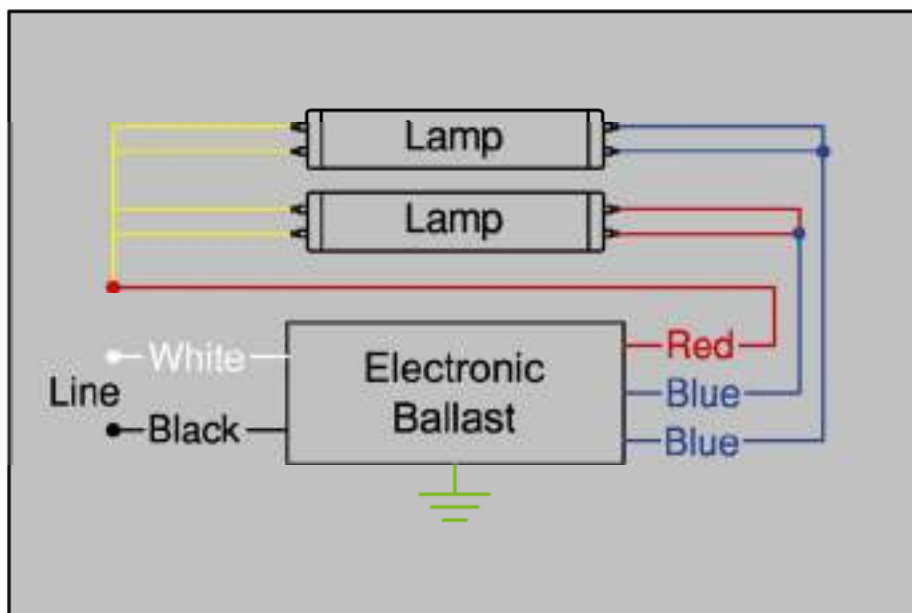 Lamp
Lamp
White
Red
Electronic
Ballast
Line
Blue
Black
Blue